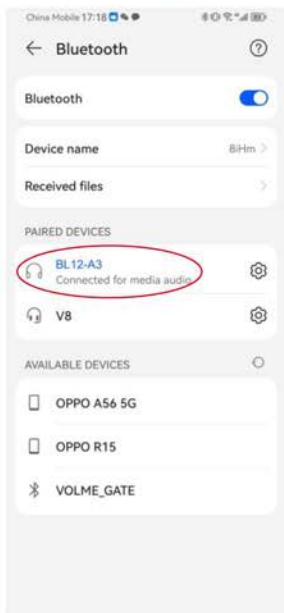 China Mobile 17:18
Bluetooth
Bluetooth
Device name BiHm
Received files
PAIRED DEVICES
BL12-A3
Connected for media audio
V8
AVAILABLE DEVICES
OPPO A56 5G
OPPO R15
VOLME_GATE